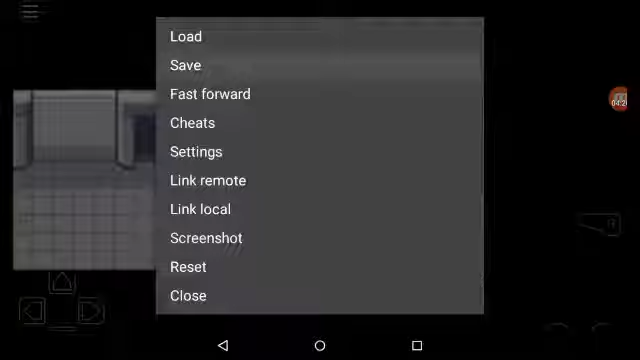 Load
Save
Fast forward
Cheats
Settings
Link remote
Link local
Screenshot
Reset
Close